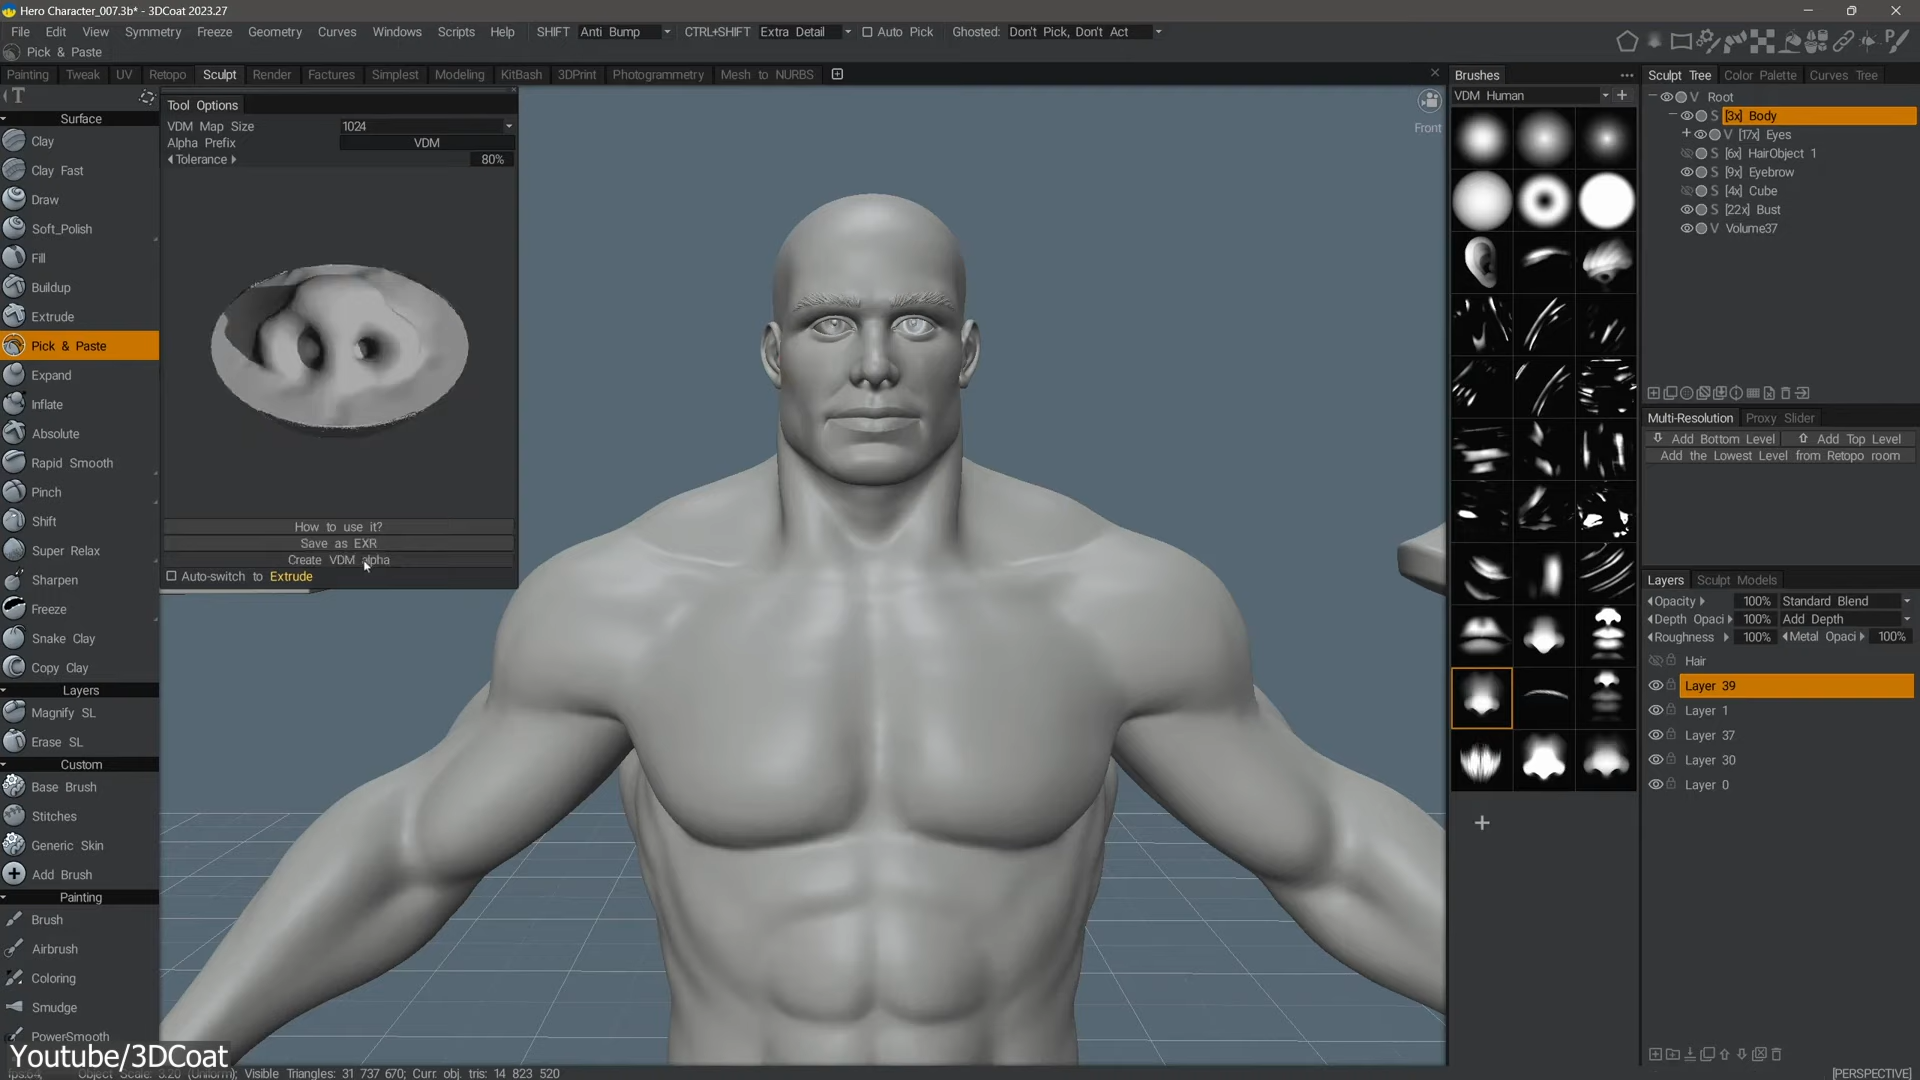 Hero Character_007.3b* - 3DCoat 2023.27
File Edit View Symmetry Freeze Geometry Curves Windows Scripts Help SHIFT Anti Bump CTRL+SHIFT Extra Detail Auto Pick Ghosted: Don't Pick, Don't Act
Pick & Paste
Painting Tweak UV Retopo Sculpt Render Factures Simplest Modeling KitBash 3DPrint Photogrammetry Mesh to NURBS
T
Surface
Clay
Clay Fast
Draw
Soft_Polish
Fill
Buildup
Extrude
Pick & Paste
Expand
Inflate
Absolute
Rapid Smooth
Pinch
Shift
Super Relax
Sharpen
Freeze
Snake Clay
Copy Clay
Layers
Magnify SL
Erase SL
Custom
Base Brush
Stitches
Generic Skin
Add Brush
Painting
Brush
Airbrush
Coloring
Smudge
PowerSmooth
Tool Options
VDM Map Size 1024
Alpha Prefix VDM
Tolerance 80%
How to use it?
Save as EXR
Create VDM alpha
Auto-switch to Extrude
Front
Brushes
VDM Human
Sculpt Tree Color Palette Curves Tree
V Root
S [3x] Body
V [17x] Eyes
S [6x] HairObject 1
S [9x] Eyebrow
S [4x] Cube
S [22x] Bust
V Volume37
Multi-Resolution Proxy Slider
Add Bottom Level Add Top Level
Add the Lowest Level from Retopo room
Layers Sculpt Models
Opacity 100% Standard Blend
Depth Opaci 100% Add Depth
Roughness 100% Metal Opaci 100%
Hair
Layer 39
Layer 1
Layer 37
Layer 30
Layer 0
Youtube/3DCoat
Object Scale: 3.20 (Uniform); Visible Triangles: 31 737 670; Curr. obj. tris: 14 823 520
[PERSPECTIVE]